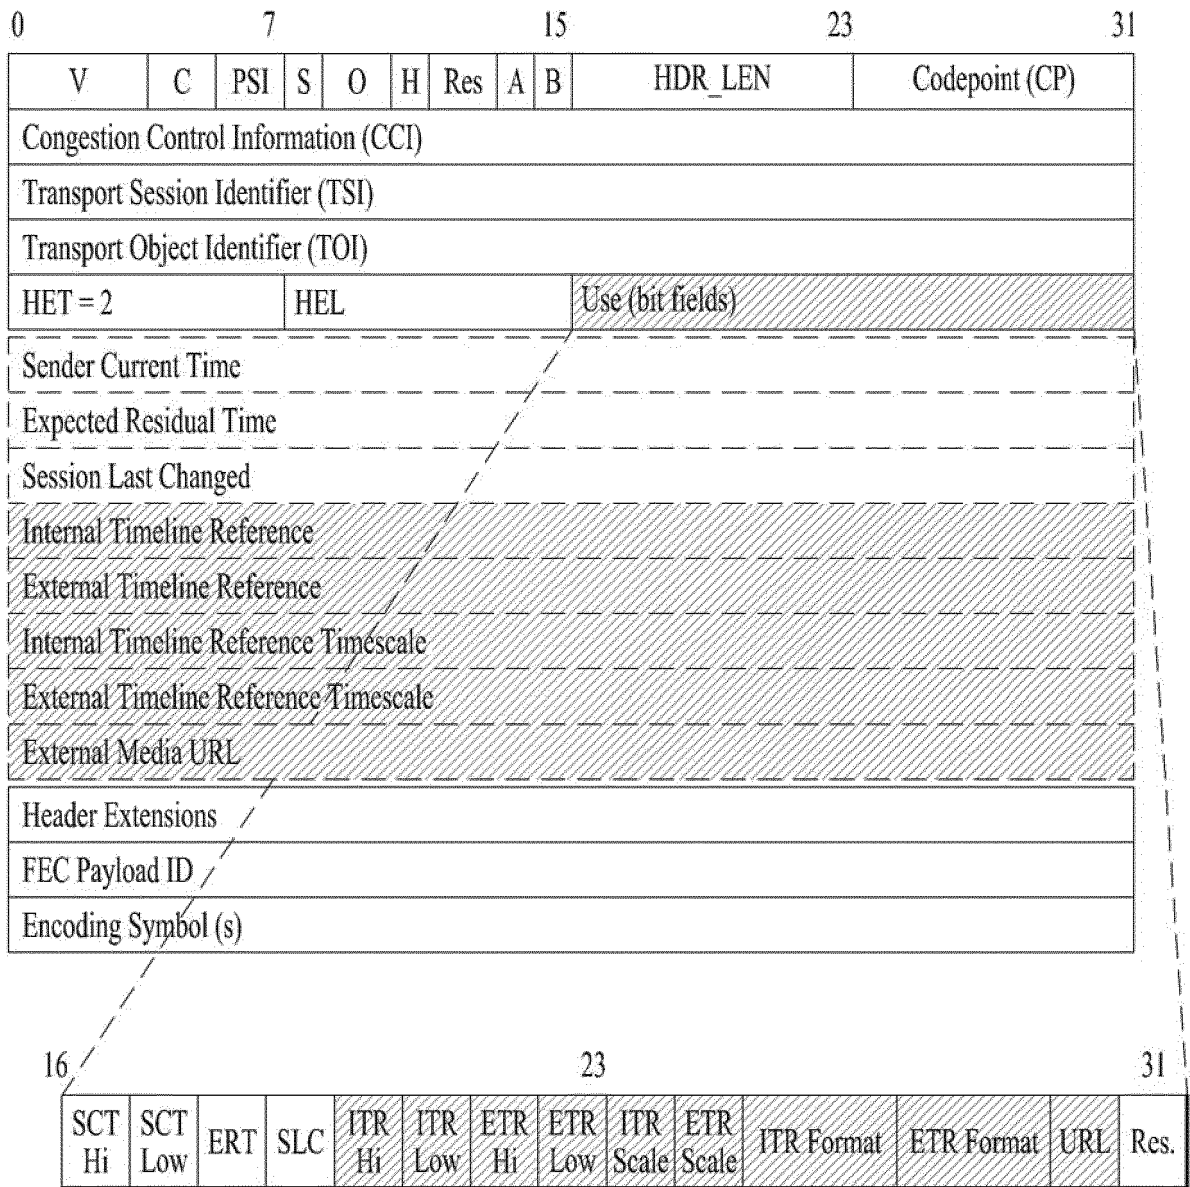 0 7 15 23 31
V C PSI S O H Res A B HDR_LEN Codepoint (CP)
Congestion Control Information (CCI)
Transport Session Identifier (TSI)
Transport Object Identifier (TOI)
HET = 2 HEL Use (bit fields)
Sender Current Time
Expected Residual Time
Session Last Changed
Internal Timeline Reference
External Timeline Reference
Internal Timeline Reference Timescale
External Timeline Reference Timescale
External Media URL
Header Extensions
FEC Payload ID
Encoding Symbol (s)
16 23 31
SCT SCT ITR ITR ETR ETR ITR ETR
ERT SLC ITR Format ETR Format URL Res.
Hi Low Hi Low Hi Low Scale Scale